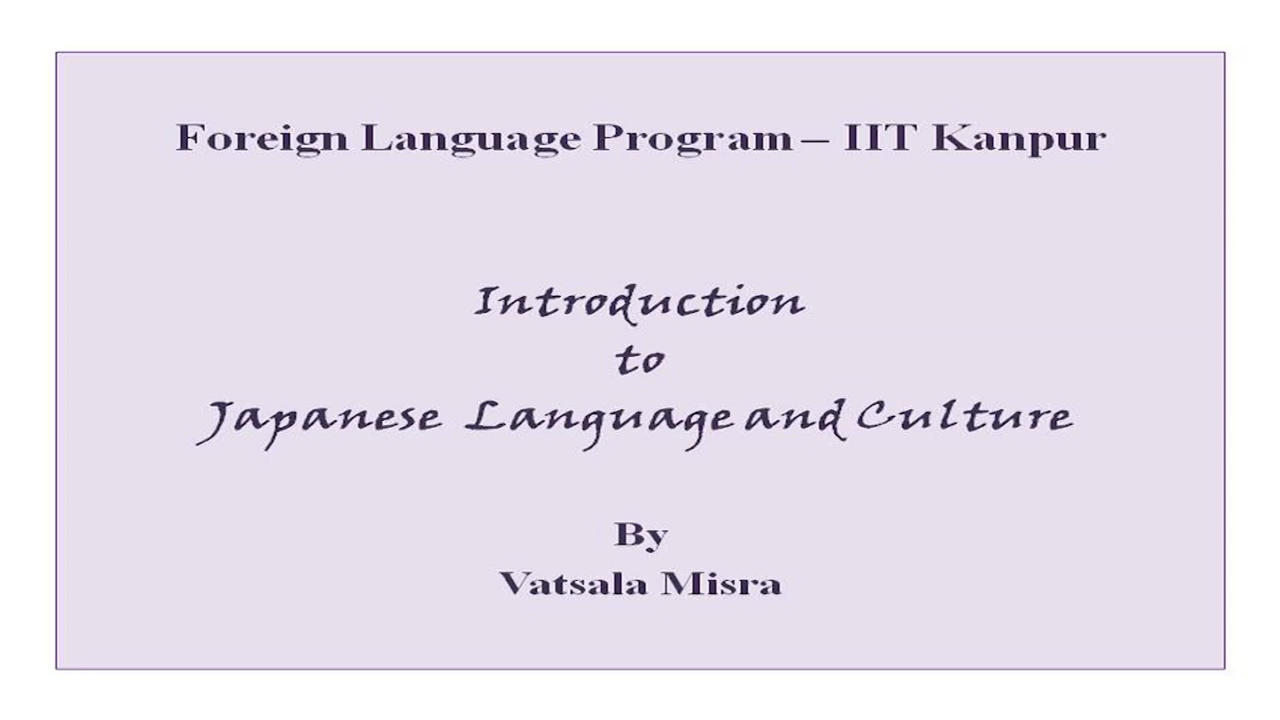 Foreign Language Program – IIT Kanpur
Introduction
to
Japanese Language and Culture
By
Vatsala Misra